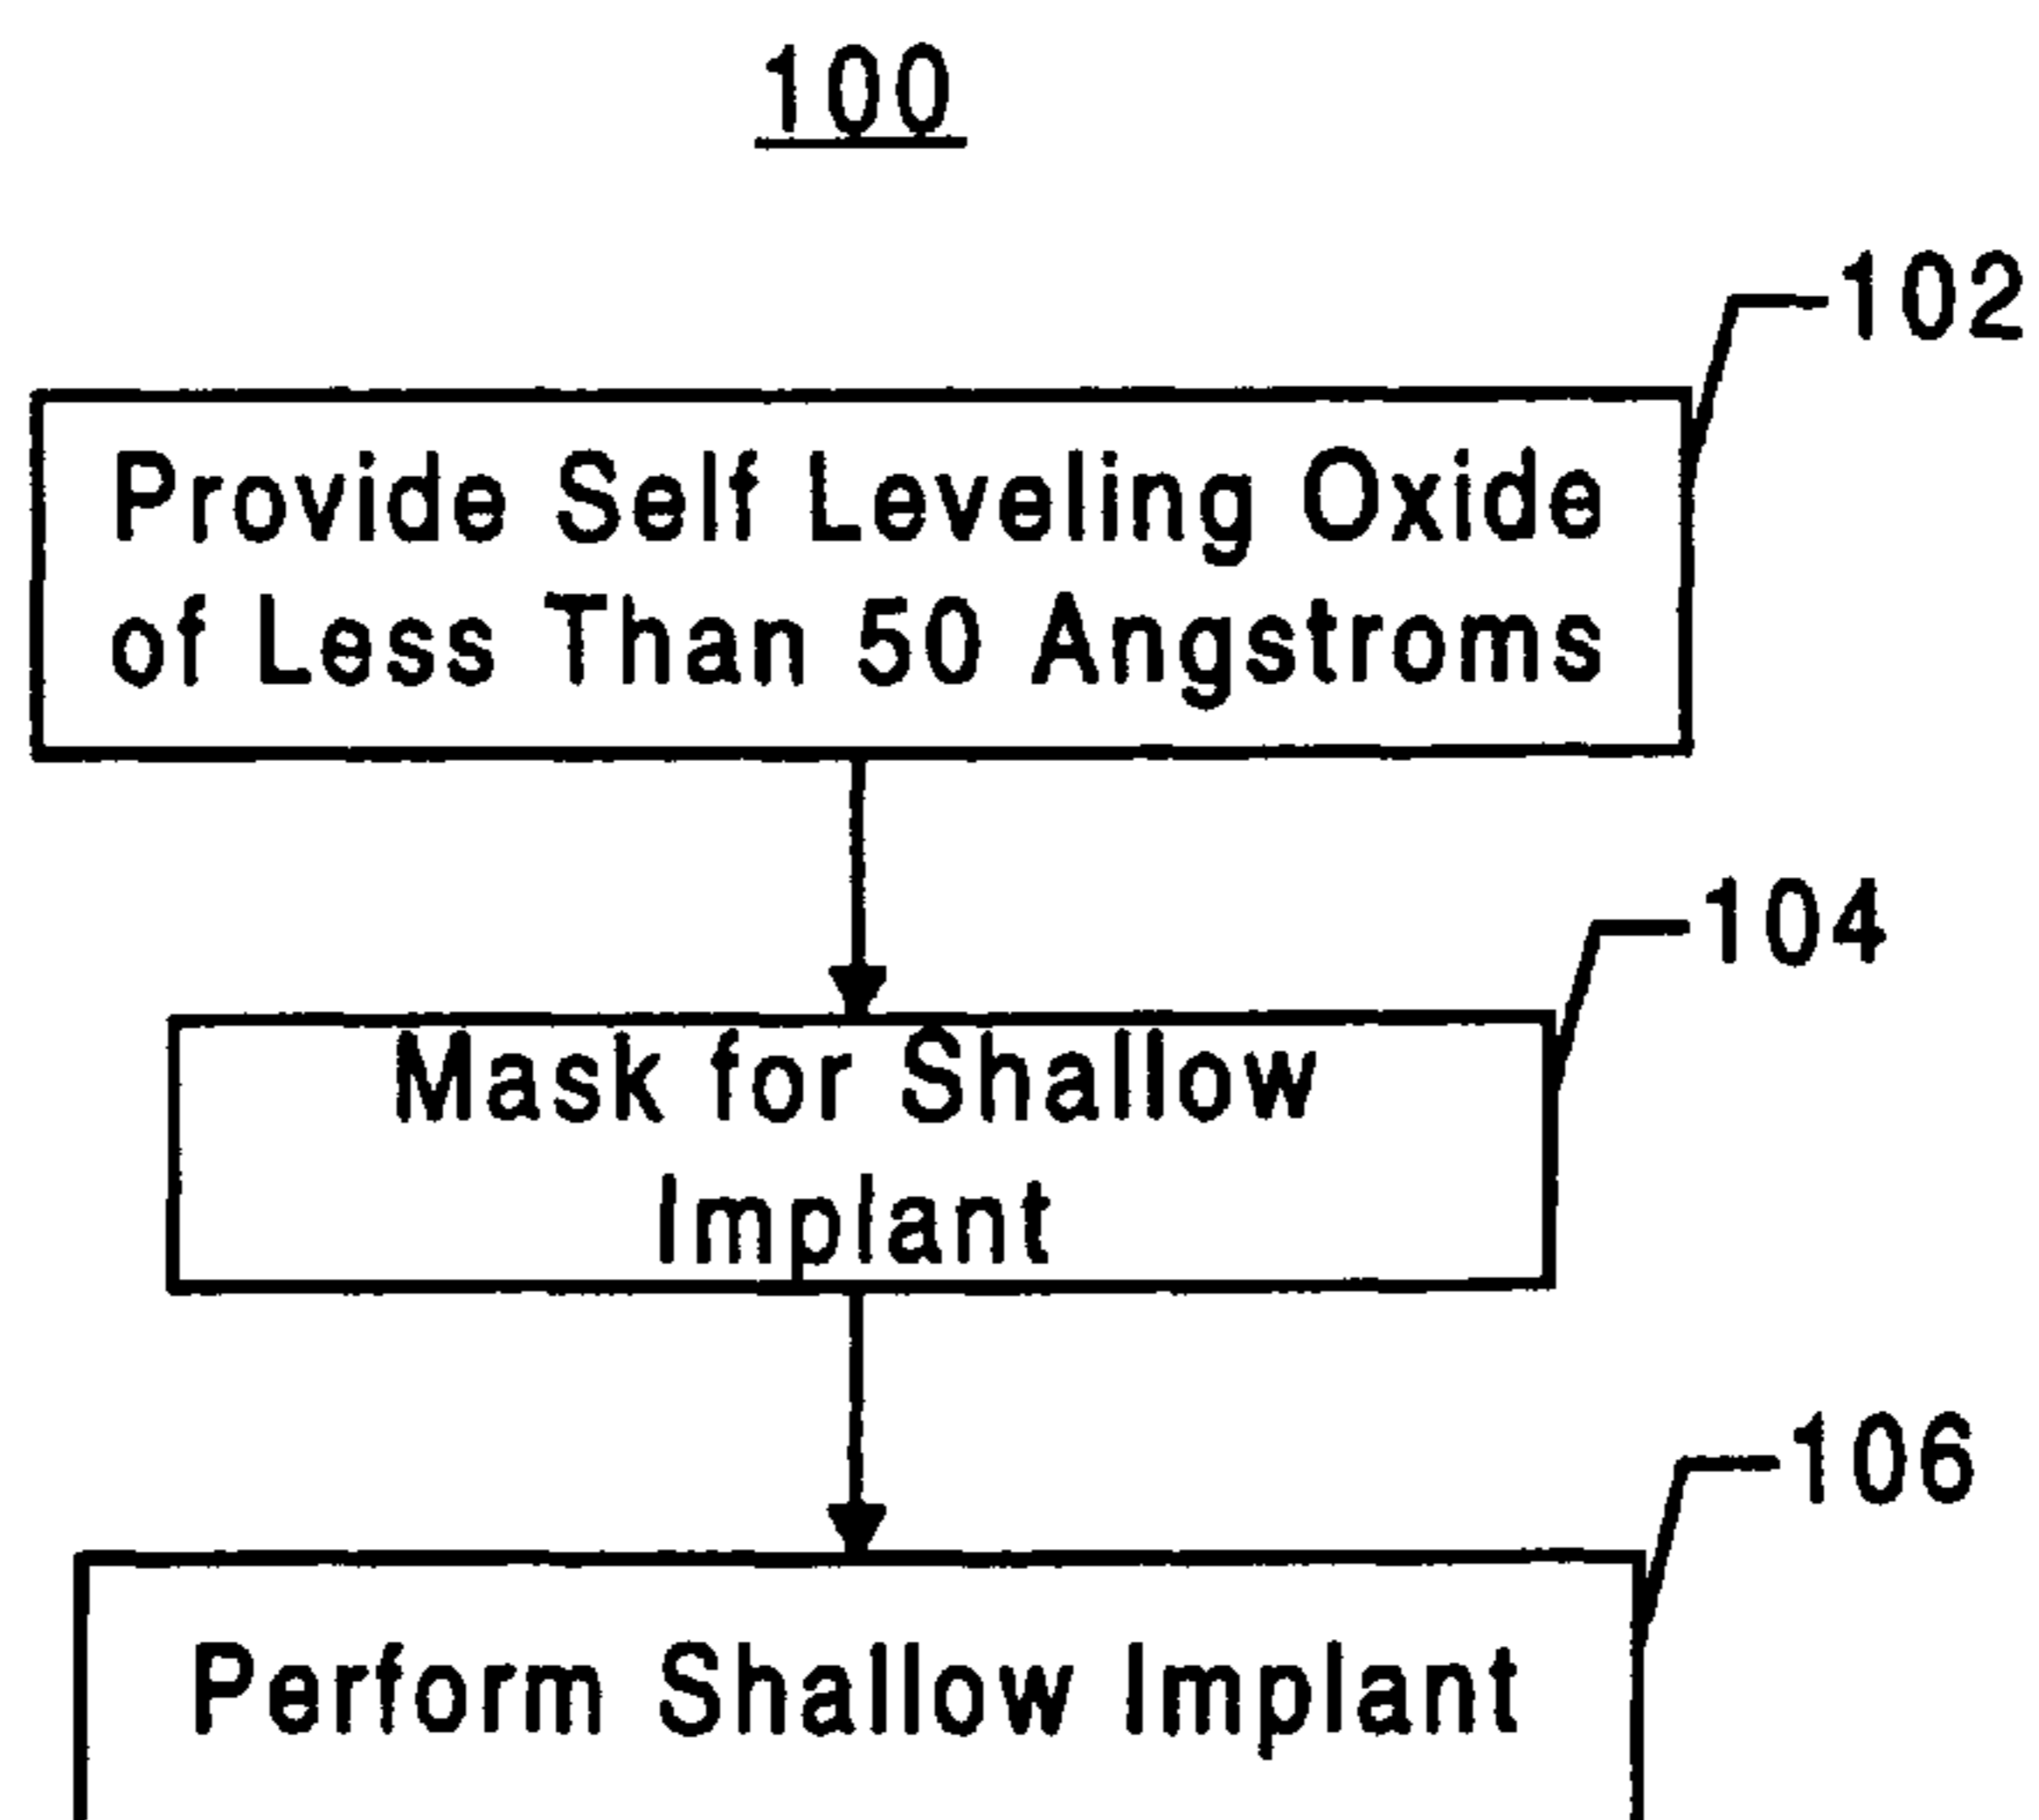 100
102
Provide Self Leveling Oxide
of Less Than 50 Angstroms
104
Mask for Shallow
Implant
106
Perform Shallow Implant